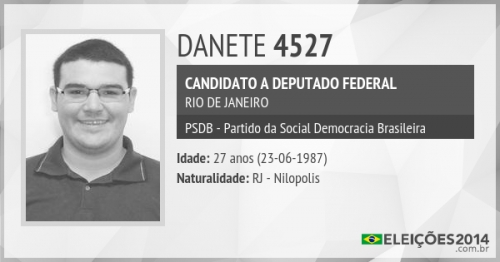 DANETE 4527
CANDIDATO A DEPUTADO FEDERAL
RIO DE JANEIRO
PSDB - Partido da Social Democracia Brasileira
Idade: 27 anos (23-06-1987)
Naturalidade: RJ - Nilopolis
ELEIÇÕES2014
.com.br